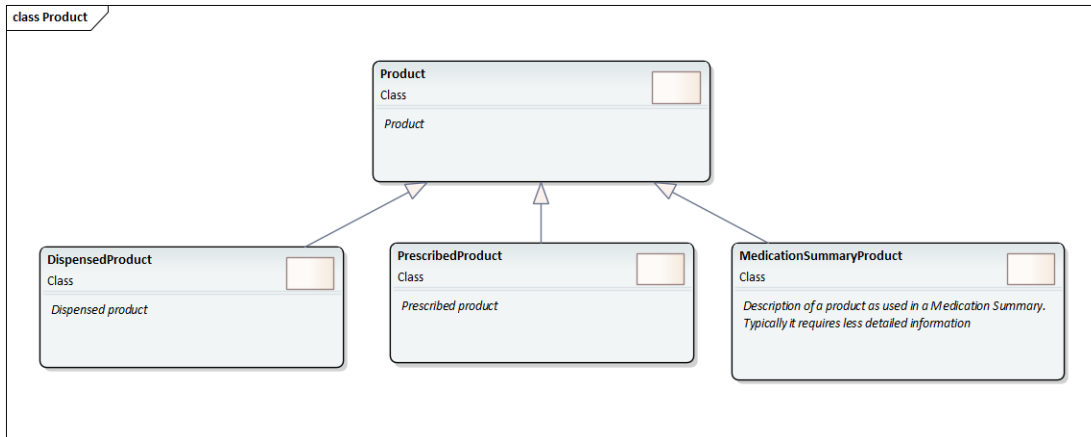 class Product
Product
Class
Product
DispensedProduct
Class
Dispensed product
PrescribedProduct
Class
Prescribed product
MedicationSummaryProduct
Class
Description of a product as used in a Medication Summary.
Typically it requires less detailed information